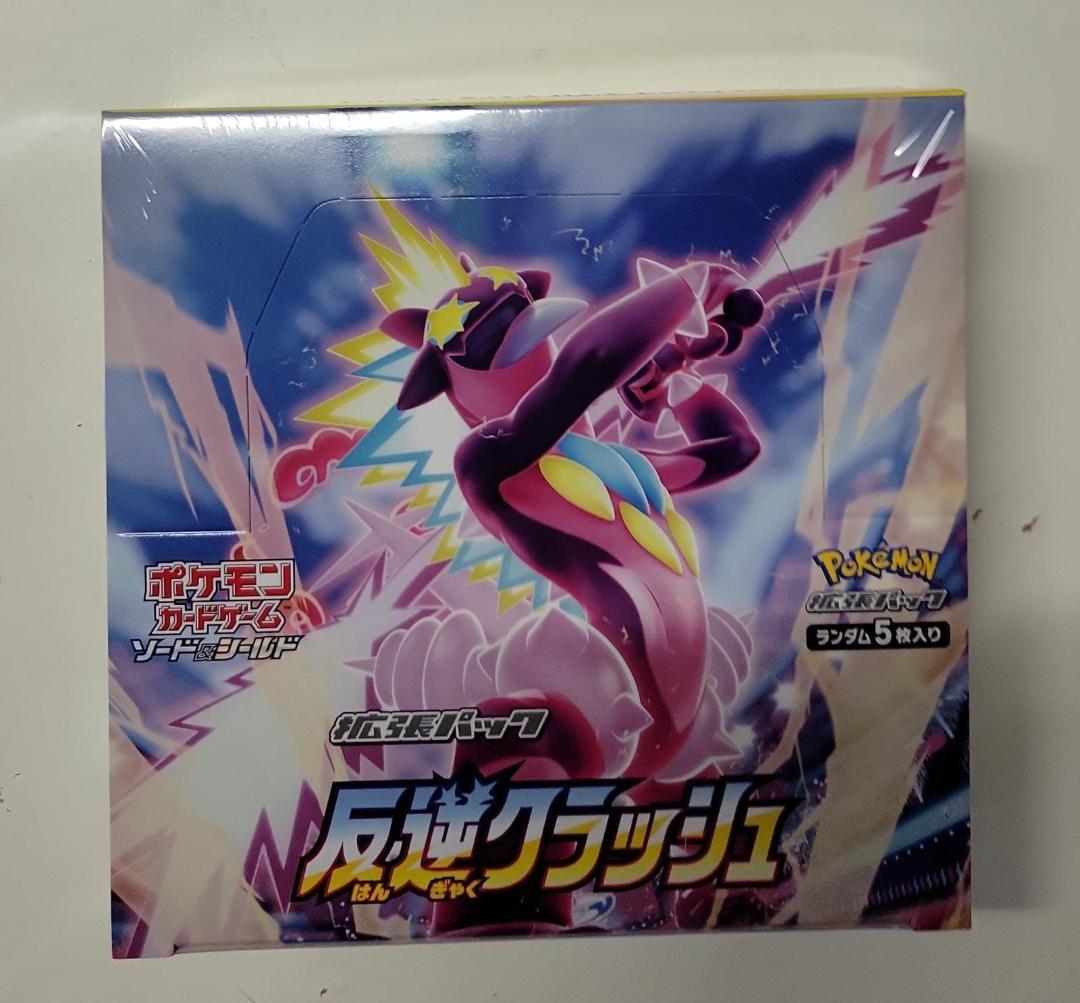 ポケモン
カードゲーム™
ソード&シールド
POKéMON
拡張パック
ランダム5枚入り
拡張パック
反逆クラッシュ
はん ぎゃく